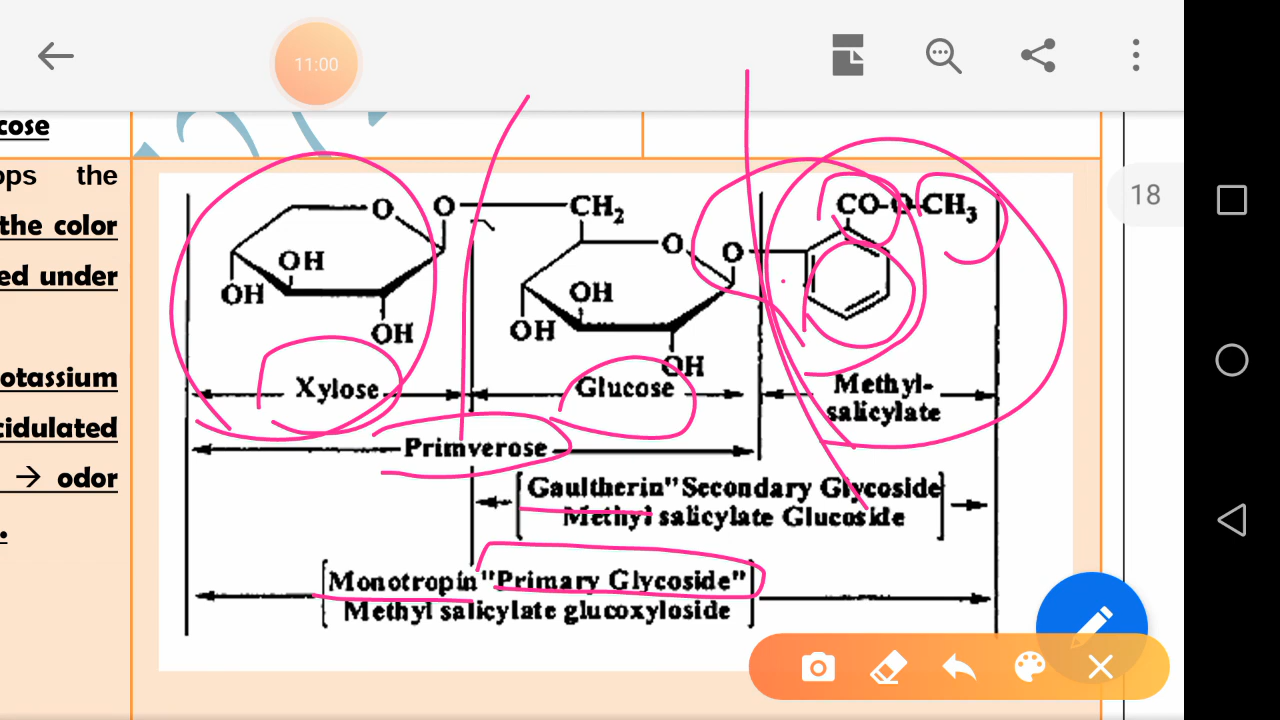 11:00
cose
ops the
the color
ed under
otassium
cidulated
→ odor
.
18
O O CH2 CO-O-CH3
O O
OH OH
OH OH
OH OH
Xylose Glucose Methyl-
salicylate
Primverose
[Gaultherin" Secondary Glycoside
Methyl salicylate Glucoside]
[Monotropin "Primary Glycoside"
Methyl salicylate glucoxyloside]